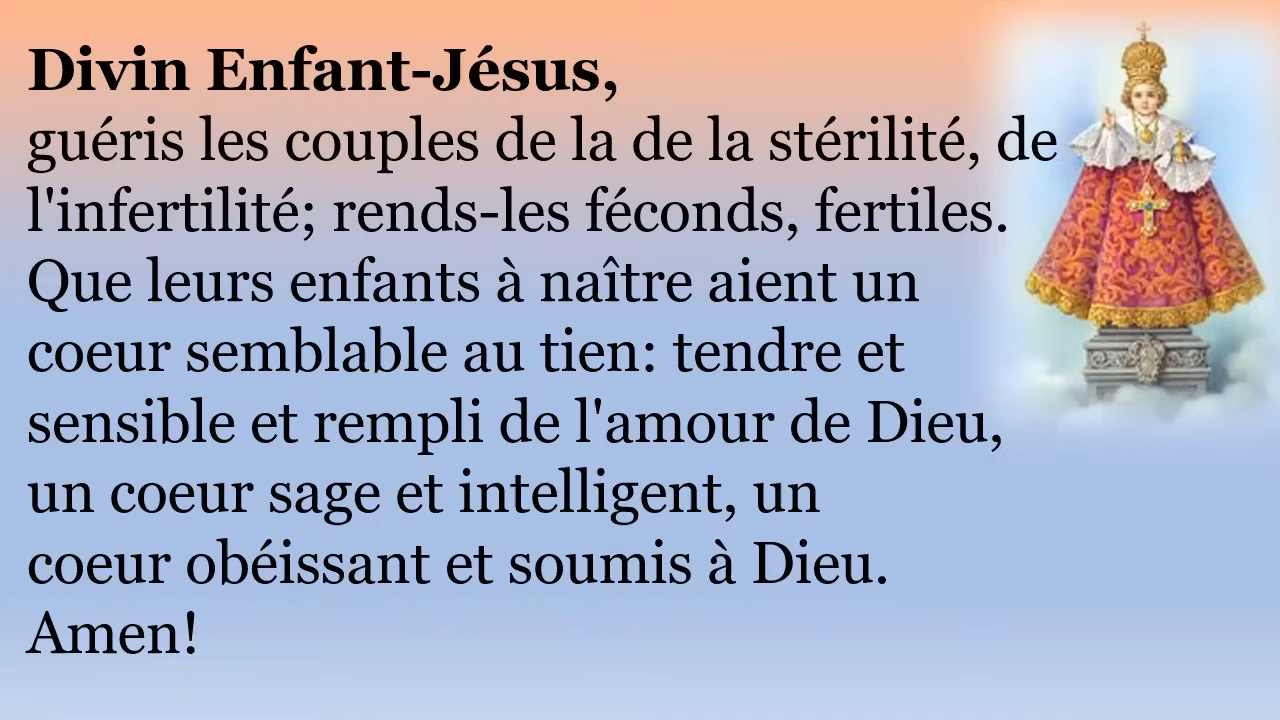 Divin Enfant-Jésus,
guéris les couples de la de la stérilité, de
l'infertilité; rends-les féconds, fertiles.
Que leurs enfants à naître aient un
coeur semblable au tien: tendre et
sensible et rempli de l'amour de Dieu,
un coeur sage et intelligent, un
coeur obéissant et soumis à Dieu.
Amen!